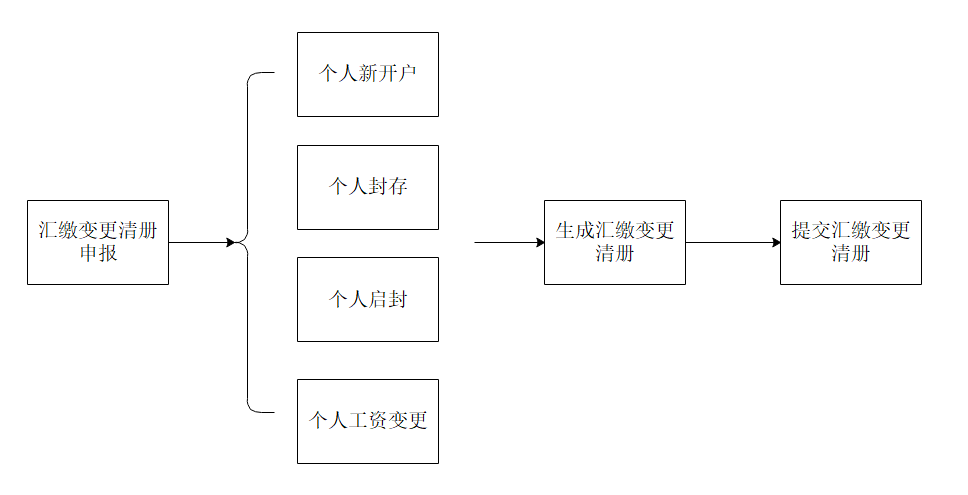 个人新开户
个人封存
汇缴变更清册
申报
生成汇缴变更
清册
提交汇缴变更
清册
个人启封
个人工资变更